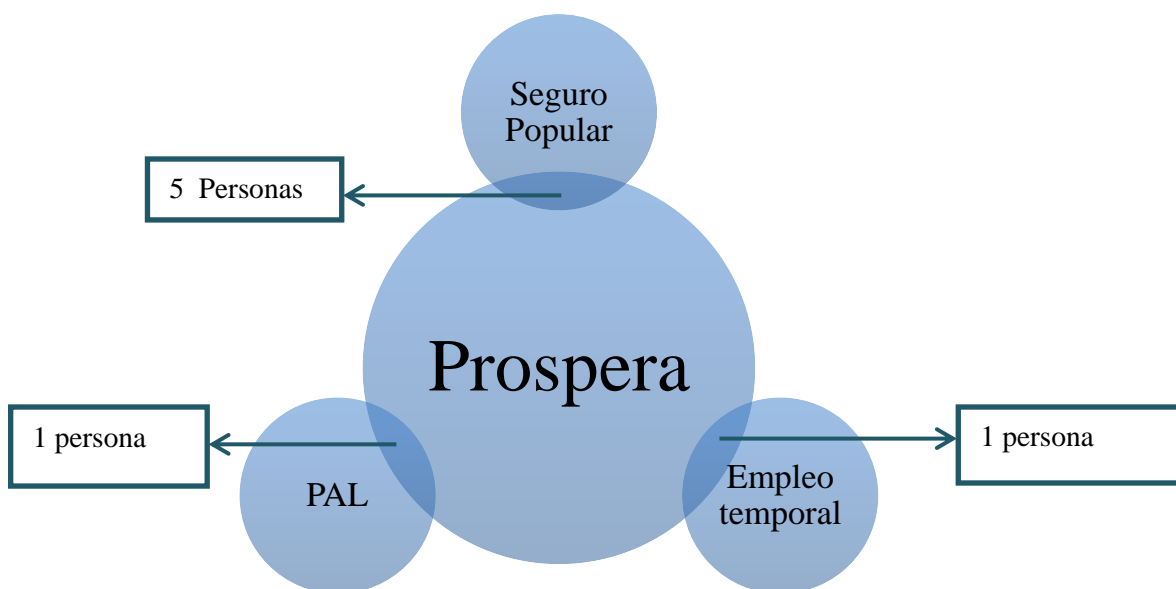 Seguro
Popular
5 Personas
Prospera
1 persona
1 persona
PAL
Empleo
temporal